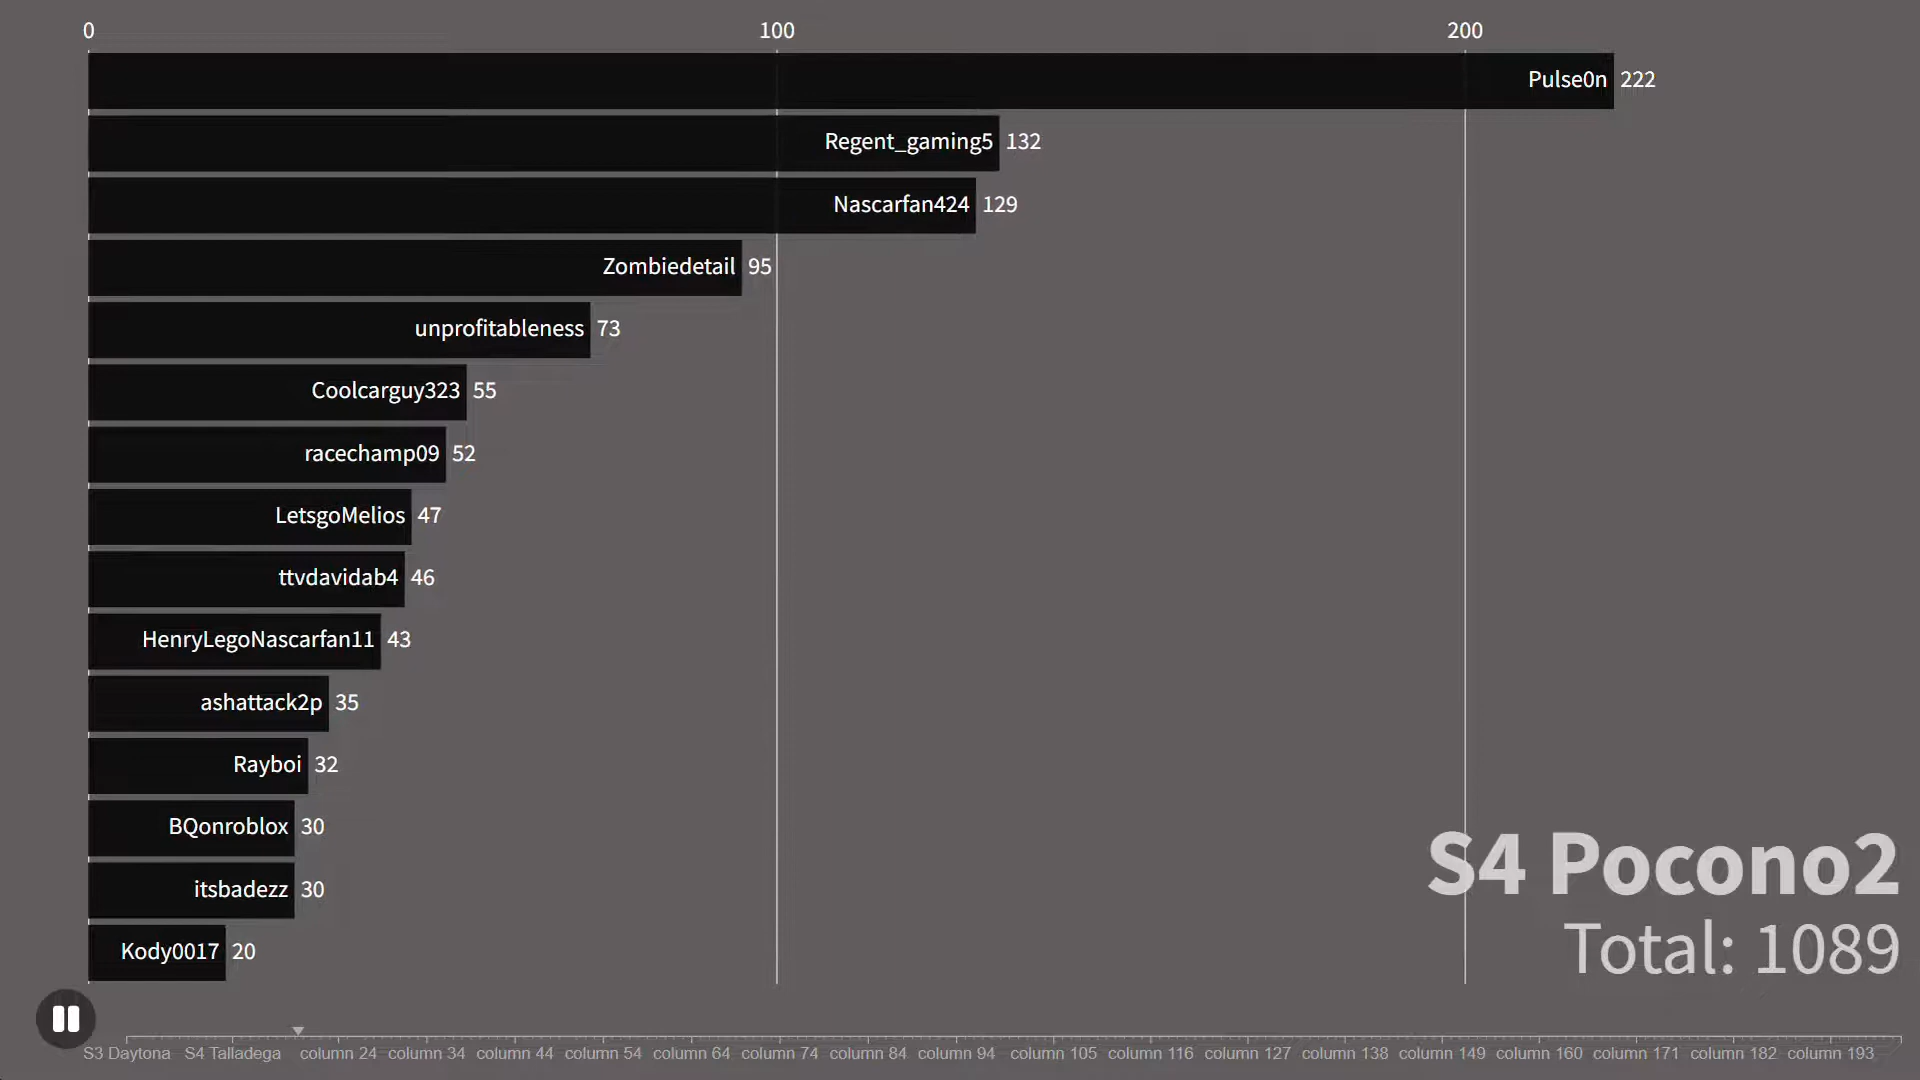 0 100 200
Pulse0n 222
Regent_gaming5 132
Nascarfan424 129
Zombiedetail 95
unprofitableness 73
Coolcarguy323 55
racechamp09 52
LetsgoMelios 47
ttvdavidab4 46
HenryLegoNascarfan11 43
ashattack2p 35
Rayboi 32
BQonroblox 30
itsbadezz 30
Kody0017 20
S4 Pocono2
Total: 1089
S3 Daytona S4 Talladega column 24 column 34 column 44 column 54 column 64 column 74 column 84 column 94 column 105 column 116 column 127 column 138 column 149 column 160 column 171 column 182 column 193